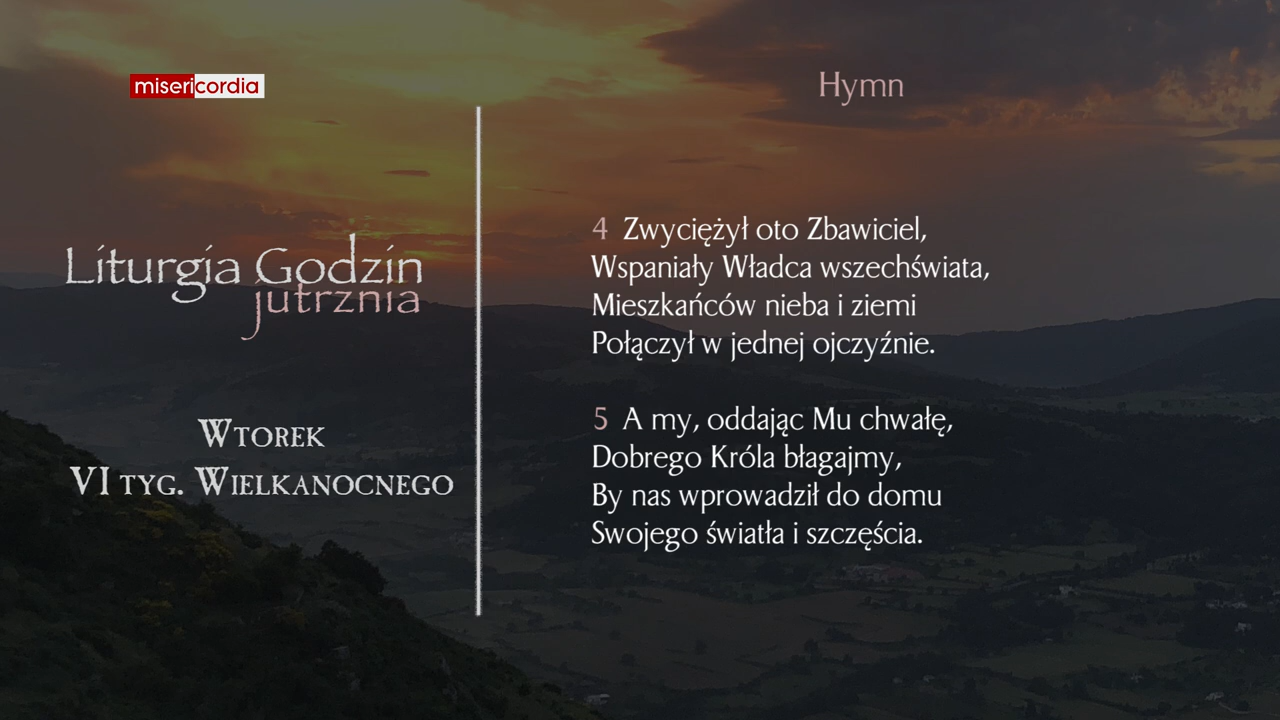 misericordia
Liturgia Godzin
jutrznia
Wtorek
VI tyg. Wielkanocnego
Hymn
4 Zwyciężył oto Zbawiciel,
Wspaniały Władca wszechświata,
Mieszkańców nieba i ziemi
Połączył w jednej ojczyźnie.
5 A my, oddając Mu chwałę,
Dobrego Króla błagajmy,
By nas wprowadził do domu
Swojego światła i szczęścia.